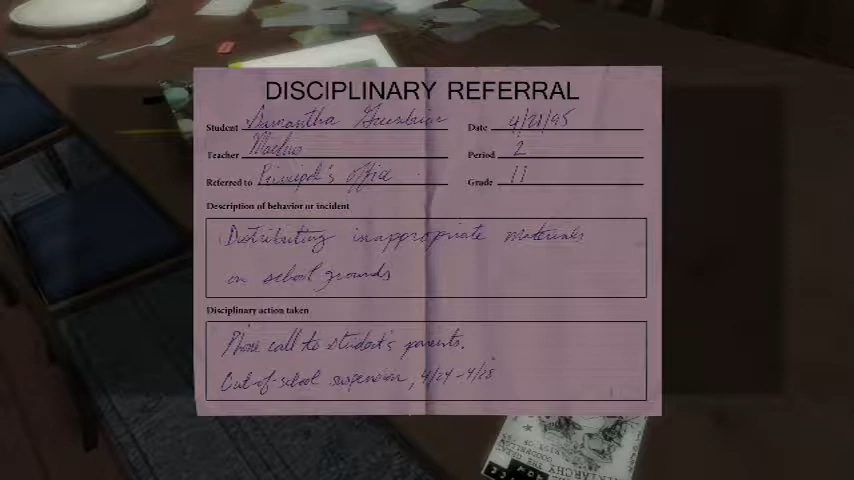 DISCIPLINARY REFERRAL
Student Samantha Greenbriar Date 4/21/95
Teacher Period 2
Referred to Principal's office Grade 11
Description of behavior or incident
Distributing inappropriate materials
on school grounds
Disciplinary action taken
Phone call to student's parents.
Out-of-school suspension, 4/24-4/28